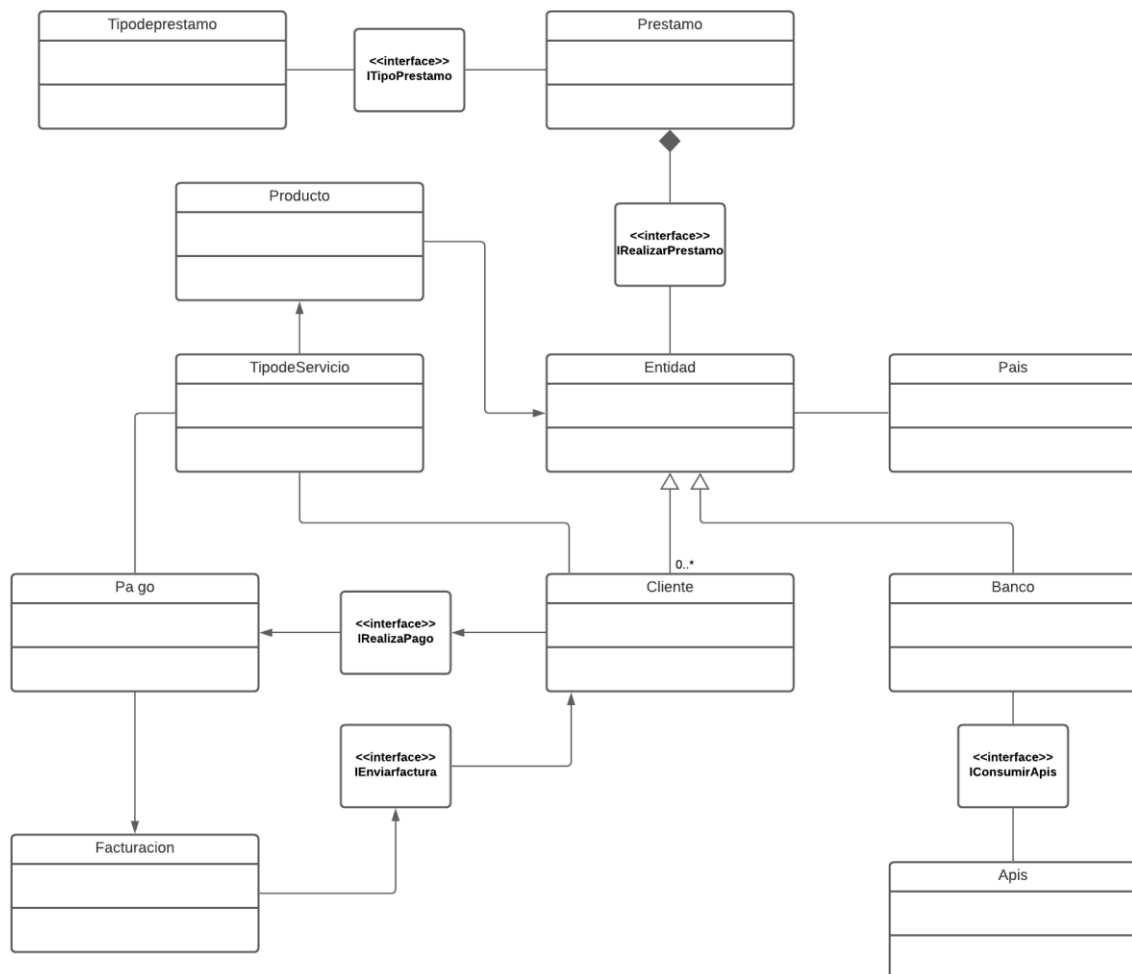 Tipodeprestamo
<<interface>>
ITipoPrestamo
Prestamo
Producto
<<interface>>
IRealizarPrestamo
TipodeServicio
Entidad
Pais
0..*
Pa go
<<interface>>
IRealizaPago
Cliente
Banco
<<interface>>
IEnviarfactura
<<interface>>
IConsumirApis
Facturacion
Apis